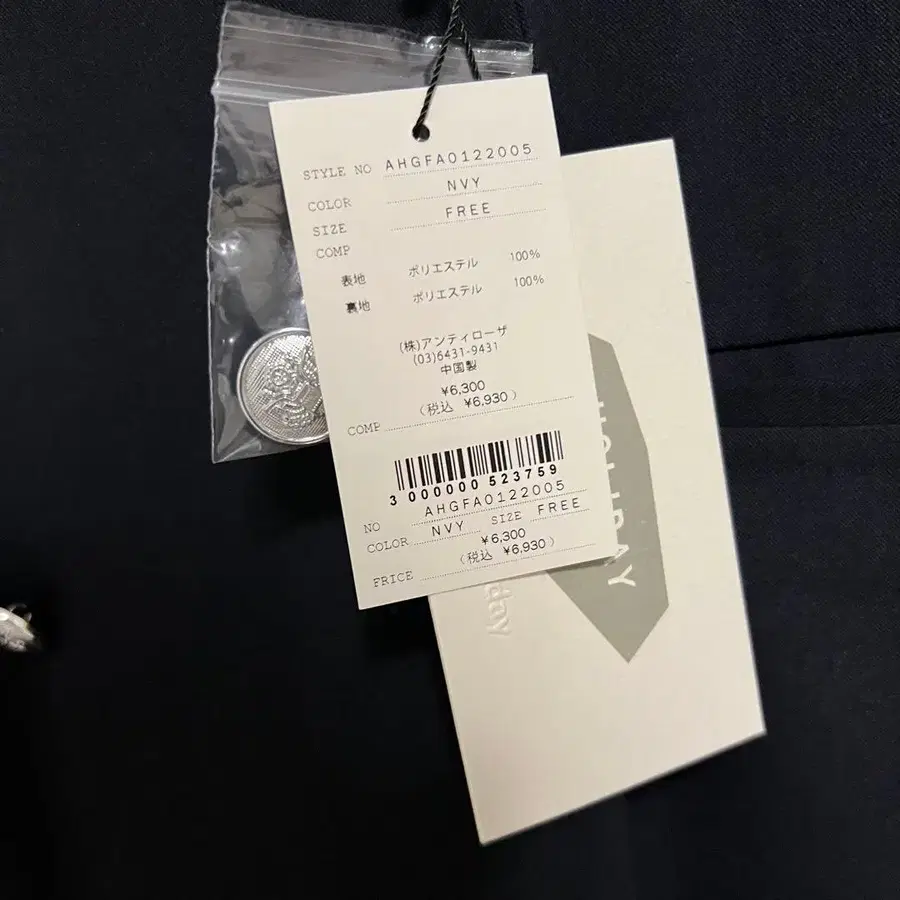 STYLE NO AHGFA0122005
COLOR NVY
SIZE FREE
COMP
表地 ポリエステル 100%
裏地 ポリエステル 100%
(株)アンティローザ
(03)6431-9431
中国製
¥6,300
(税込 ¥6,930)
COMP
3 000000 523759
NO AHGFA0122005
COLOR NVY SIZE FREE
¥6,300
(税込 ¥6,930)
FRICE